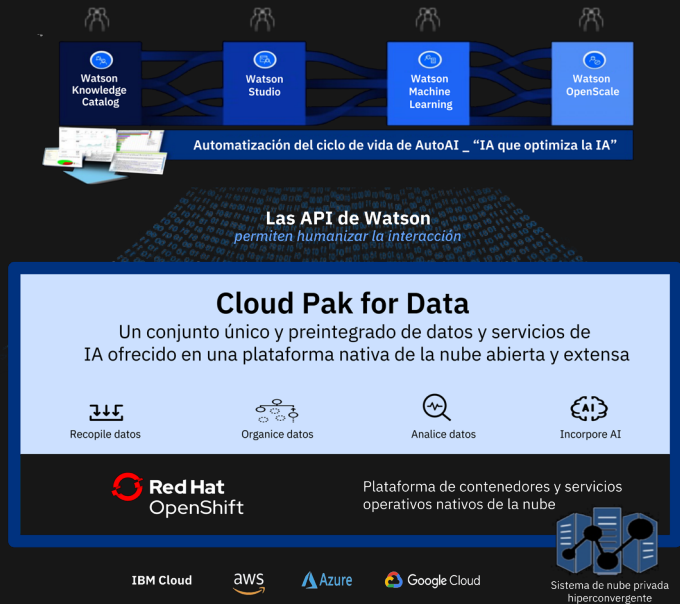 Watson
Knowledge
Catalog
Watson
Studio
Watson
Machine
Learning
Watson
OpenScale
Automatización del ciclo de vida de AutoAI _ “IA que optimiza la IA”
Las API de Watson
permiten humanizar la interacción
Cloud Pak for Data
Un conjunto único y preintegrado de datos y servicios de
IA ofrecido en una plataforma nativa de la nube abierta y extensa
Recopile datos
Organice datos
Analice datos
AI
Incorpore AI
Red Hat
OpenShift
Plataforma de contenedores y servicios
operativos nativos de la nube
IBM Cloud
aws
Azure
Google Cloud
Sistema de nube privada
hiperconvergente